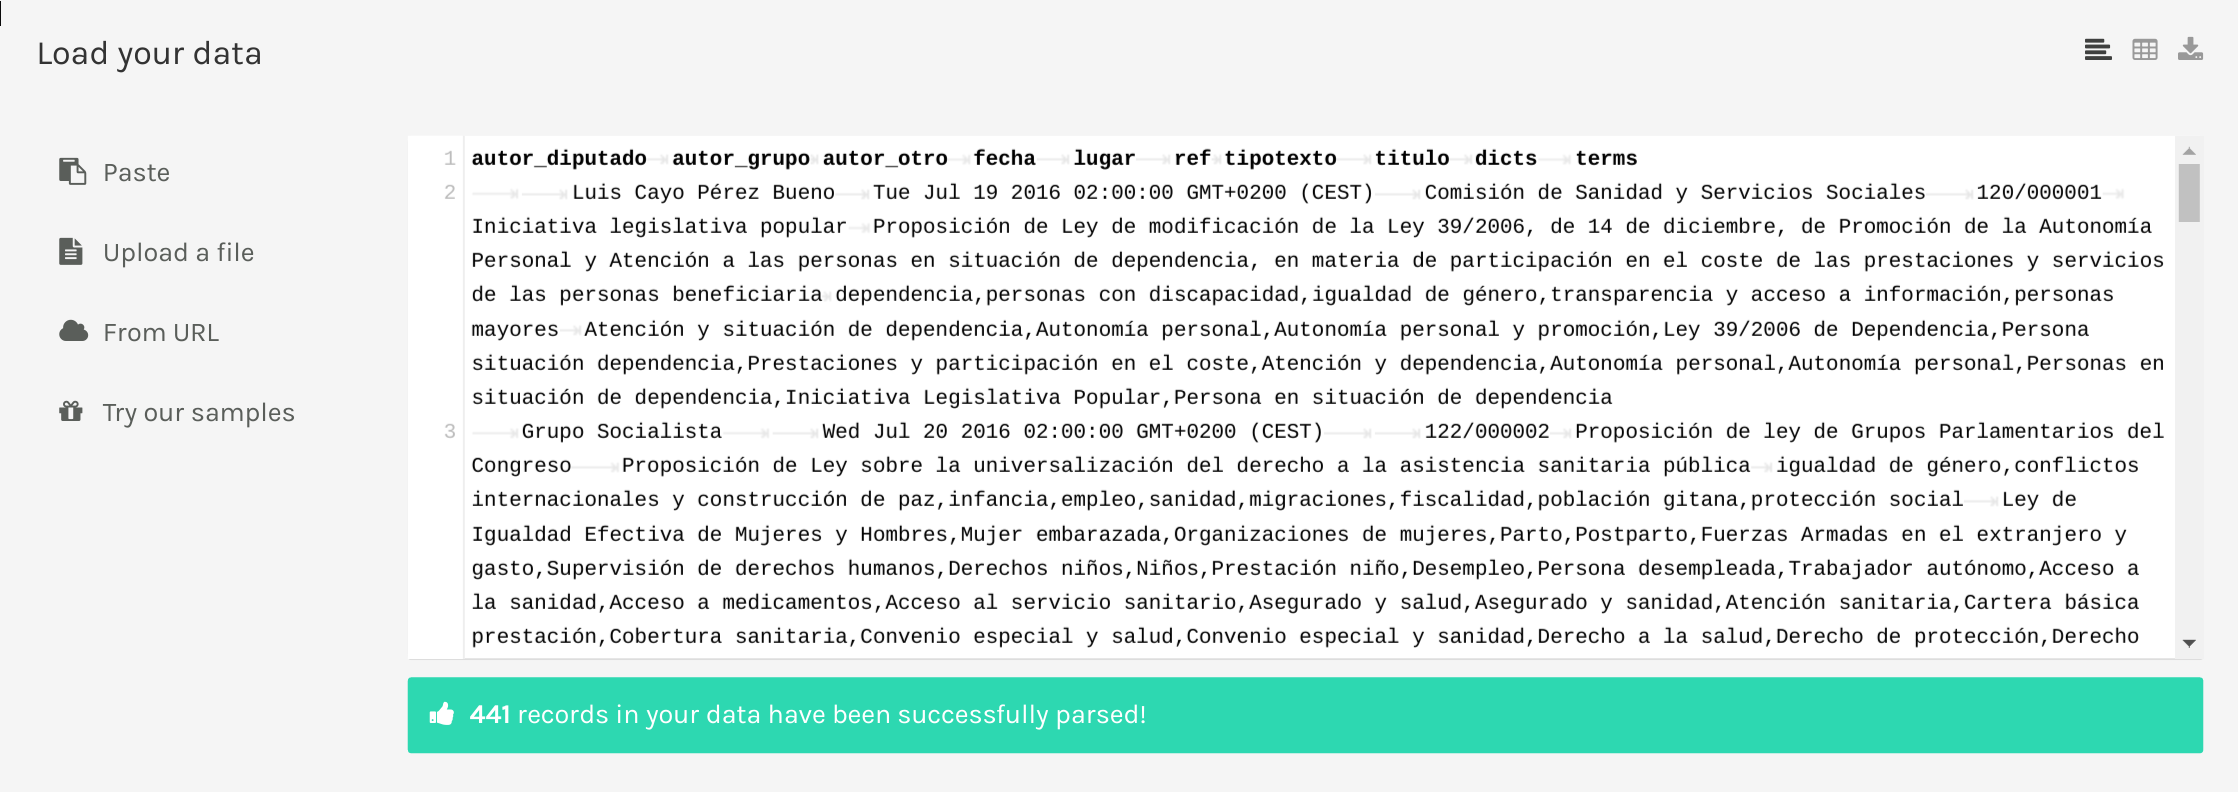 Load your data
Paste
Upload a file
From URL
Try our samples
1 autor_diputado autor_grupo autor_otro fecha lugar ref tipotexto titulo dicts terms
2 Luis Cayo Pérez Bueno Tue Jul 19 2016 02:00:00 GMT+0200 (CEST) Comisión de Sanidad y Servicios Sociales 120/000001
Iniciativa legislativa popular Proposición de Ley de modificación de la Ley 39/2006, de 14 de diciembre, de Promoción de la Autonomía
Personal y Atención a las personas en situación de dependencia, en materia de participación en el coste de las prestaciones y servicios
de las personas beneficiaria dependencia,personas con discapacidad,igualdad de género,transparencia y acceso a información,personas
mayores Atención y situación de dependencia,Autonomía personal,Autonomía personal y promoción,Ley 39/2006 de Dependencia,Persona
situación dependencia,Prestaciones y participación en el coste,Atención y dependencia,Autonomía personal,Autonomía personal,Personas en
situación de dependencia,Iniciativa Legislativa Popular,Persona en situación de dependencia
3 Grupo Socialista Wed Jul 20 2016 02:00:00 GMT+0200 (CEST) 122/000002 Proposición de ley de Grupos Parlamentarios del
Congreso Proposición de Ley sobre la universalización del derecho a la asistencia sanitaria pública igualdad de género,conflictos
internacionales y construcción de paz,infancia,empleo,sanidad,migraciones,fiscalidad,población gitana,protección social Ley de
Igualdad Efectiva de Mujeres y Hombres,Mujer embarazada,Organizaciones de mujeres,Parto,Postparto,Fuerzas Armadas en el extranjero y
gasto,Supervisión de derechos humanos,Derechos niños,Niños,Prestación niño,Desempleo,Persona desempleada,Trabajador autónomo,Acceso a
la sanidad,Acceso a medicamentos,Acceso al servicio sanitario,Asegurado y salud,Asegurado y sanidad,Atención sanitaria,Cartera básica
prestación,Cobertura sanitaria,Convenio especial y salud,Convenio especial y sanidad,Derecho a la salud,Derecho de protección,Derecho
441 records in your data have been successfully parsed!